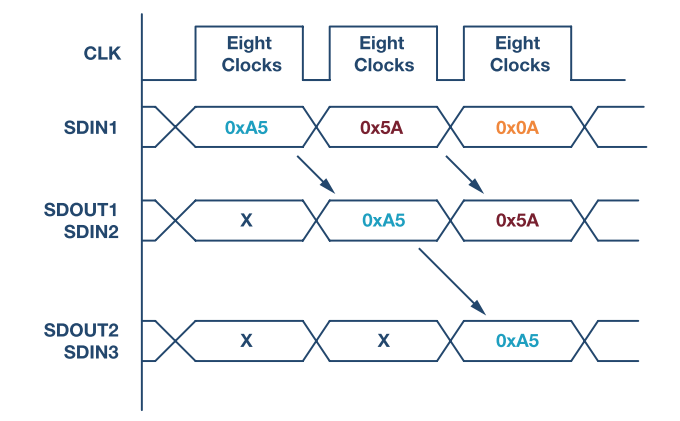 CLK
Eight
Clocks
Eight
Clocks
Eight
Clocks
SDIN1
0xA5
0x5A
0x0A
SDOUT1
SDIN2
X
0xA5
0x5A
SDOUT2
SDIN3
X
X
0xA5